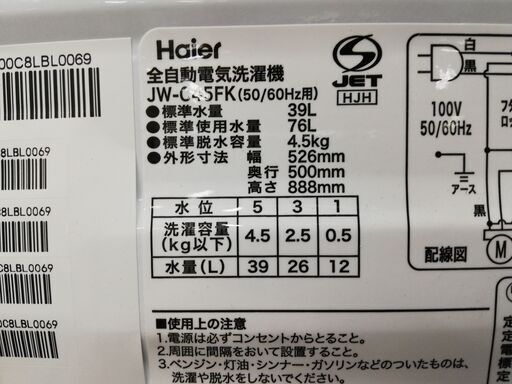 00C8LBL0069
8LBL0069
8LBL0069
8LBL0069
0C8LBL0069
Haier
全自動電気洗濯機
JW-C45FK(50/60Hz用)
S
JET
HJH
●標準水量 39L
●標準使用水量 76L
●標準脱水容量 4.5kg
●外形寸法 幅 526mm
奥行 500mm
高さ 888mm
水位 5 3 1
洗濯容量(kg以下) 4.5 2.5 0.5
水量(L) 39 26 12
■使用上の注意
1.電源は必ずコンセントからとること。
2.周囲に間隔をおいて設置すること。
3.ベンジン・灯油・シンナー・ガソリンなどのついたものは、
洗濯や脱水をしないでください。
白
黒
100V
50/60Hz
アース
黒
配線図
M